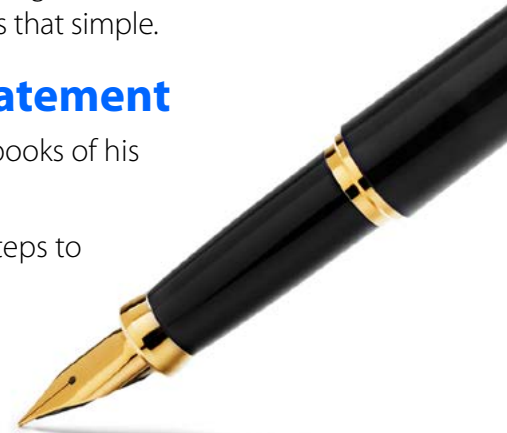 s that simple.
atement
books of his
teps to